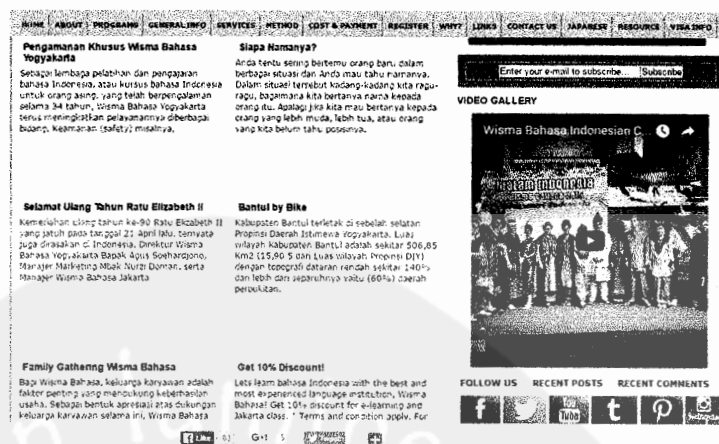 HOME ABOUT PROGRAMS GENERAL INFO SERVICES METHOD COST & PAYMENT REGISTER WHY? LINKS CONTACT US JAPANESE RESOURCE VISA INFO
Pengamanan Khusus Wisma Bahasa
Yogyakarta
Sebagai lembaga pelatihan dan pengajaran
bahasa Indonesia, atau kursus bahasa Indonesia
untuk orang asing, yang telah berpengalaman
selama 34 tahun, Wisma Bahasa Yogyakarta
terus meningkatkan pelayanannya diberbagai
bidang. Keamanan (safety) misalnya,
Siapa Namanya?
Anda tentu sering bertemu orang baru dalam
berbagai situasi dan Anda mau tahu namanya.
Dalam situasi tersebut kadang-kadang kita ragu-
ragu, bagaimana kita bertanya nama kepada
orang itu. Apalagi jika kita mau bertanya kepada
orang yang lebih muda, lebih tua, atau orang
yang kita belum tahu posisinya.
Selamat Ulang Tahun Ratu Elizabeth II
Kemeriahan ulang tahun ke-90 Ratu Elizabeth II
yang jatuh pada tanggal 21 April lalu, ternyata
juga dirasakan di Indonesia. Direktur Wisma
Bahasa Yogyakarta Bapak Agus Soehardjono,
Manajer Marketing Mbak Nurzi Daman, serta
Manajer Wisma Bahasa Jakarta
Bantul by Bike
Kabupaten Bantul terletak di sebelah selatan
Propinsi Daerah Istimewa Yogyakarta. Luas
wilayah Kabupaten Bantul adalah sekitar 506,85
Km2 (15,90 5 dari Luas wilayah Propinsi DIY)
dengan topografi dataran rendah sekitar 140%
dan lebih dari separuhnya yaitu (60%) daerah
perbukitan.
Family Gathering Wisma Bahasa
Bagi Wisma Bahasa, keluarga karyawan adalah
faktor penting yang mendukung keberhasilan
usaha. Sebagai bentuk apresiasi atas dukungan
keluarga karyawan selama ini, Wisma Bahasa
Get 10% Discount!
Lets learn bahasa Indonesia with the best and
most experienced language institution, Wisma
Bahasa! Get 10% discount for e-learning and
Jakarta class. * Terms and condition apply. For
Enter your e-mail to subscribe... Subscribe
VIDEO GALLERY
Wisma Bahasa Indonesian C...
FOLLOW US RECENT POSTS RECENT COMMENTS
f You Tube t P Instagram
f Like G+1 5